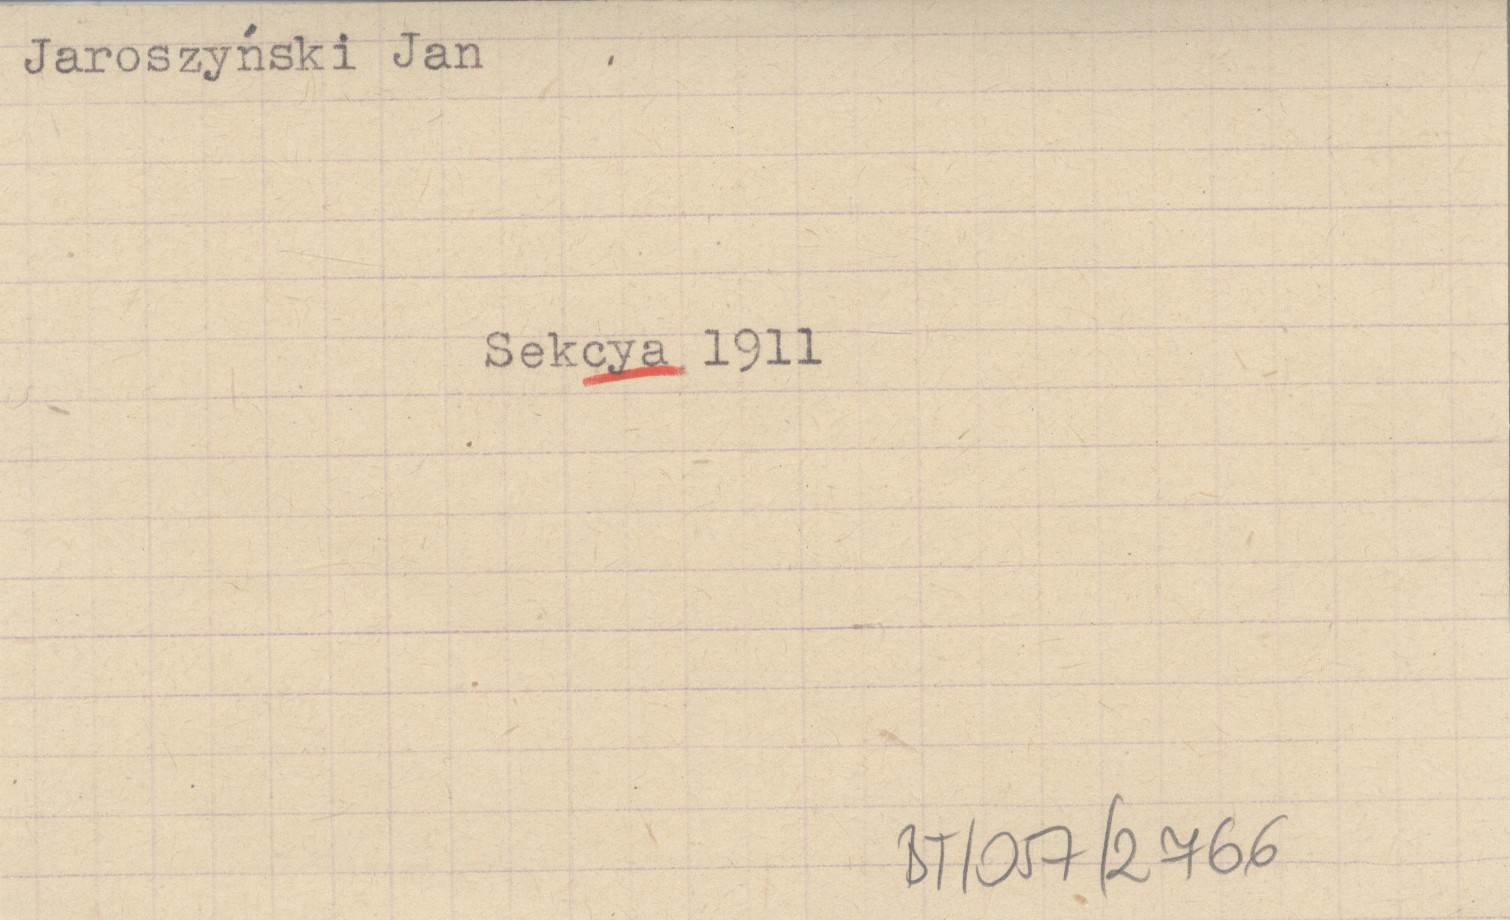 Jaroszyński Jan
Sekcya 1911
BT/057/2766